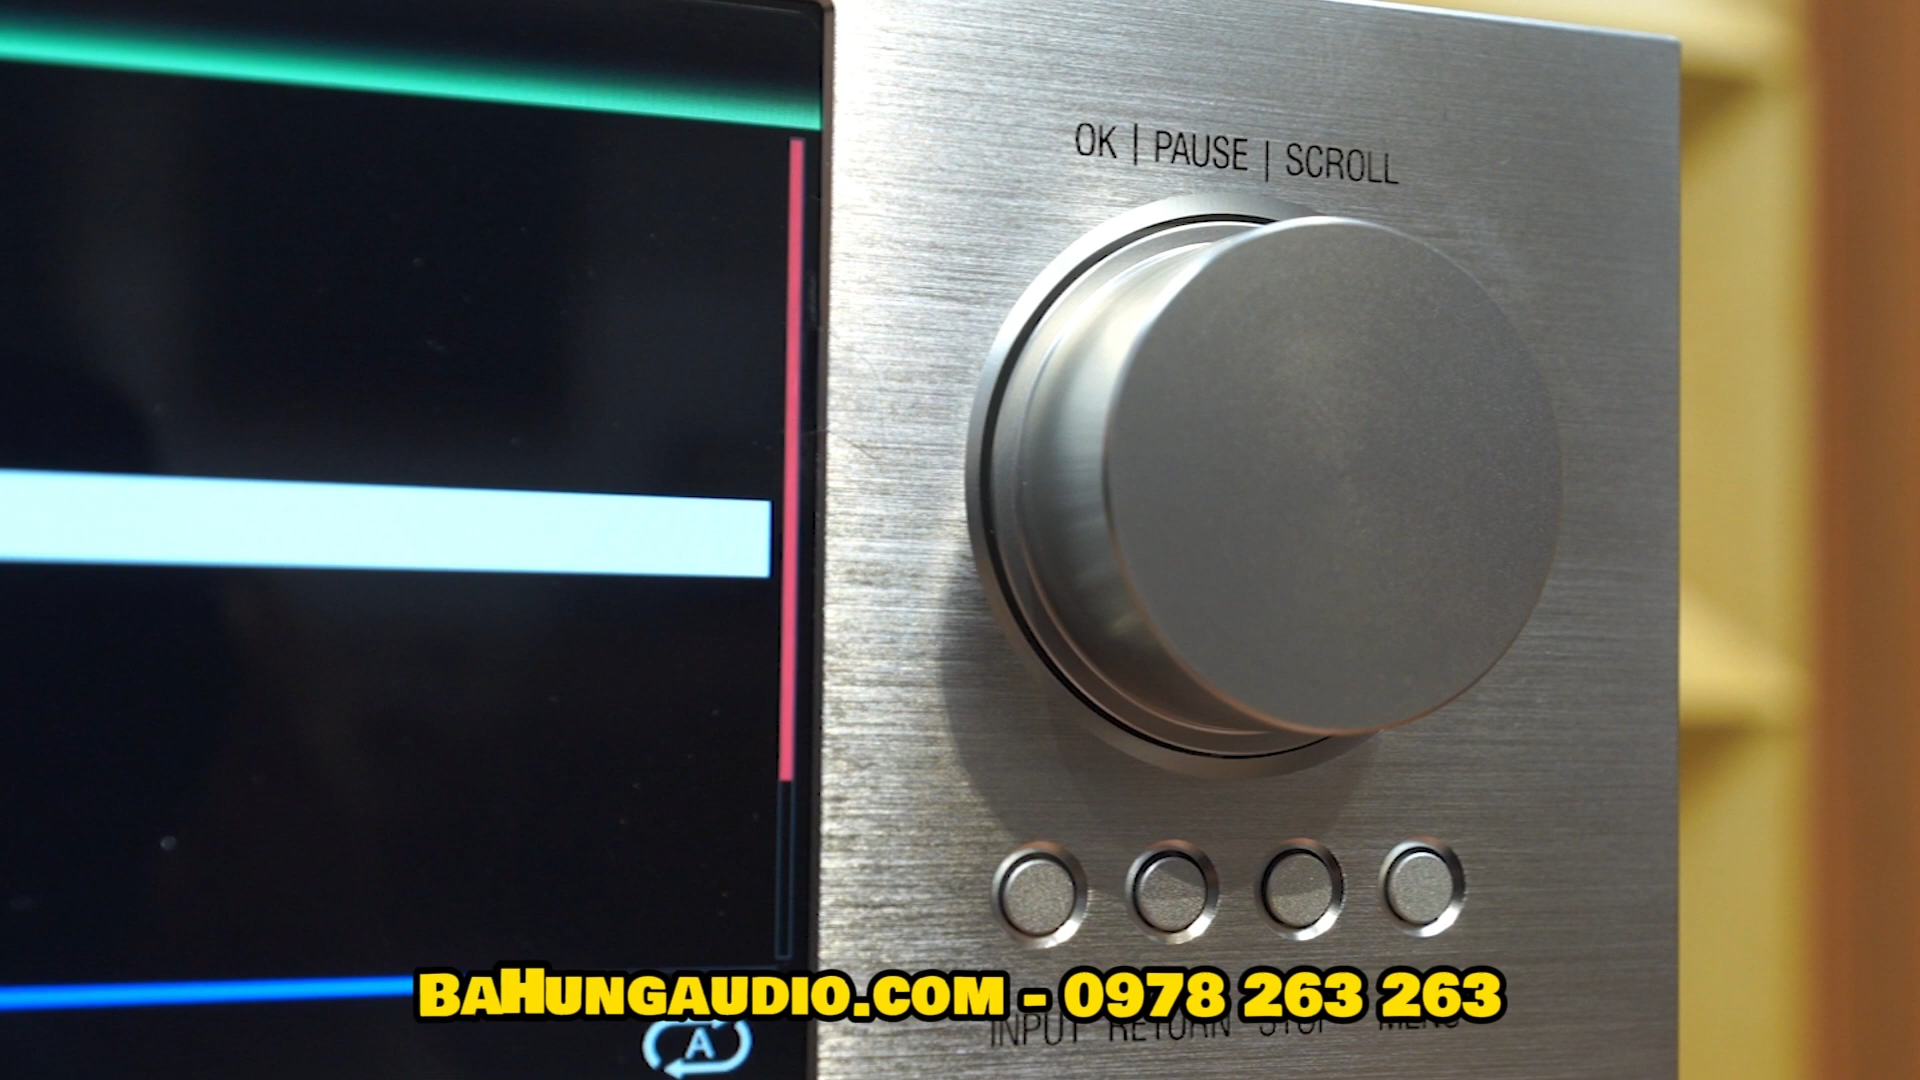 OK | PAUSE | SCROLL
BAHUNGAUDIO.COM - 0978 263 263
INPUT RETURN STOP MENU
A